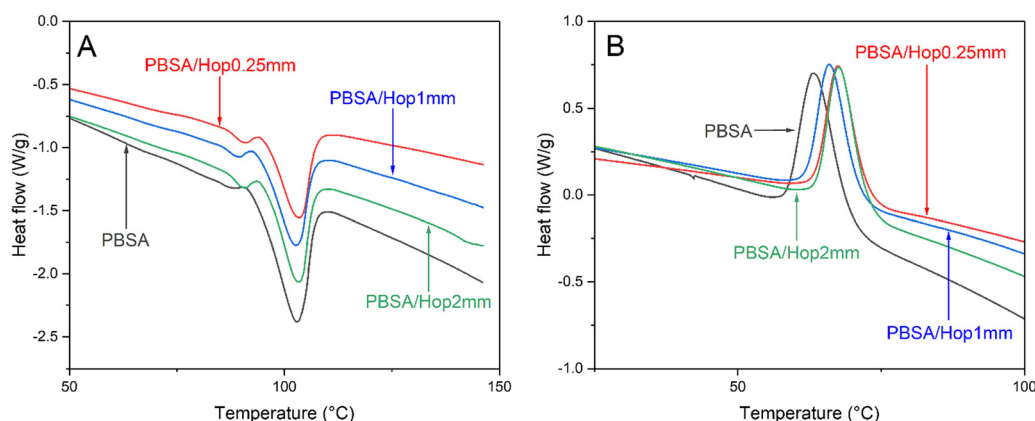 A
0.0
-0.5
-1.0
-1.5
-2.0
-2.5
Heat flow (W/g)
PBSA/Hop0.25mm
PBSA/Hop1mm
PBSA
PBSA/Hop2mm
50
100
150
Temperature (°C)
B
1.0
0.5
0.0
-0.5
-1.0
Heat flow (W/g)
PBSA/Hop0.25mm
PBSA
PBSA/Hop2mm
PBSA/Hop1mm
50
75
100
Temperature (°C)